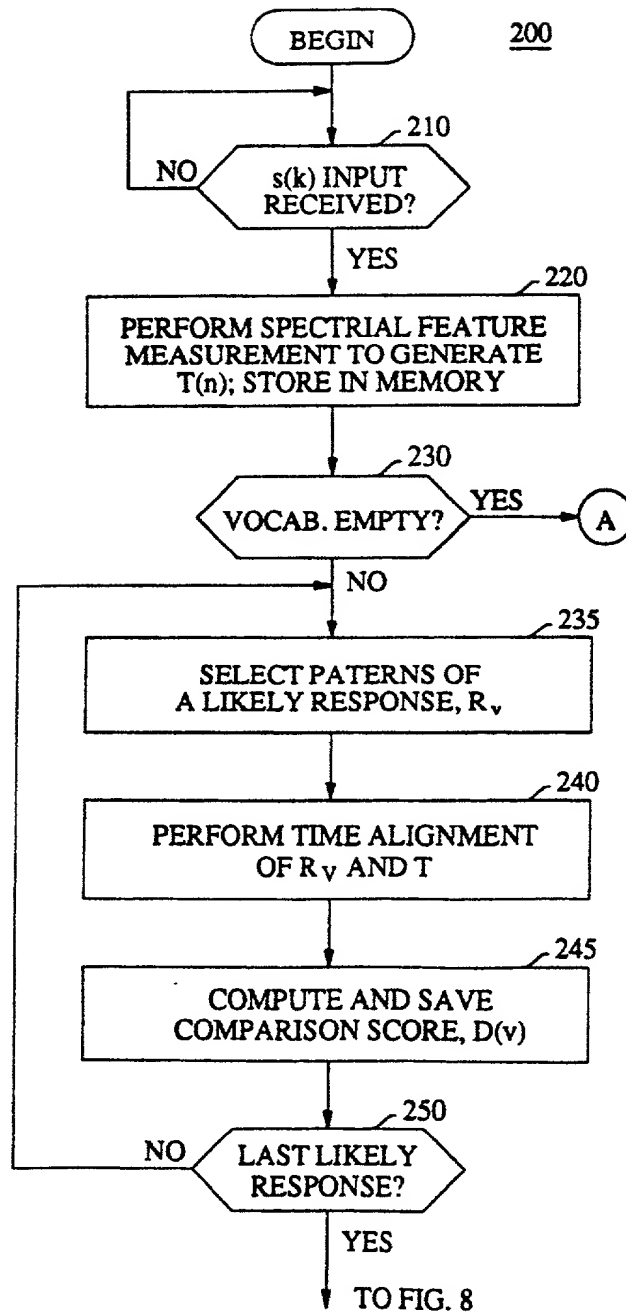 BEGIN
200
210
NO
s(k) INPUT
RECEIVED?
YES
220
PERFORM SPECTRIAL FEATURE
MEASUREMENT TO GENERATE
T(n); STORE IN MEMORY
230
VOCAB. EMPTY?
YES
A
NO
235
SELECT PATERNS OF
A LIKELY RESPONSE, Rv
240
PERFORM TIME ALIGNMENT
OF RV AND T
245
COMPUTE AND SAVE
COMPARISON SCORE, D(v)
250
NO
LAST LIKELY
RESPONSE?
YES
TO FIG. 8